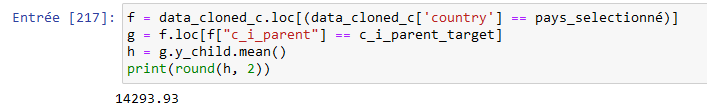 Entrée [217]: f = data_cloned_c.loc[(data_cloned_c['country'] == pays_selectionné)]
g = f.loc[f["c_i_parent"] == c_i_parent_target]
h = g.y_child.mean()
print(round(h, 2))
14293.93